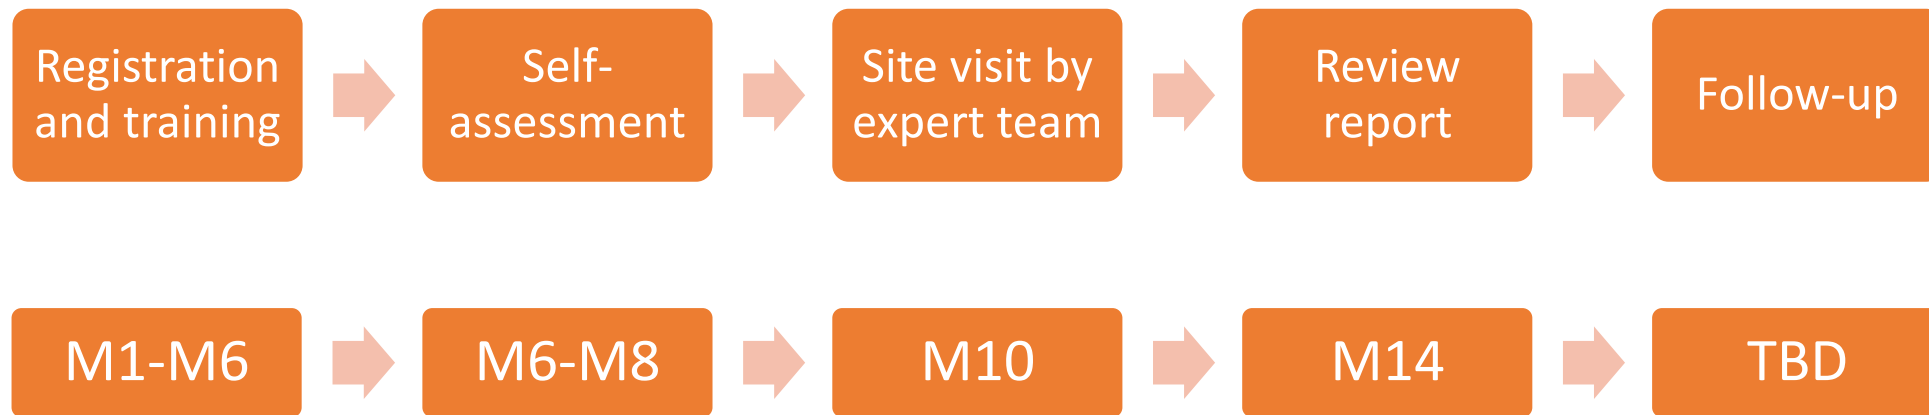 Registration
and training
Self-
assessment
Site visit by
expert team
Review
report
Follow-up
M1-M6
M6-M8
M10
M14
TBD